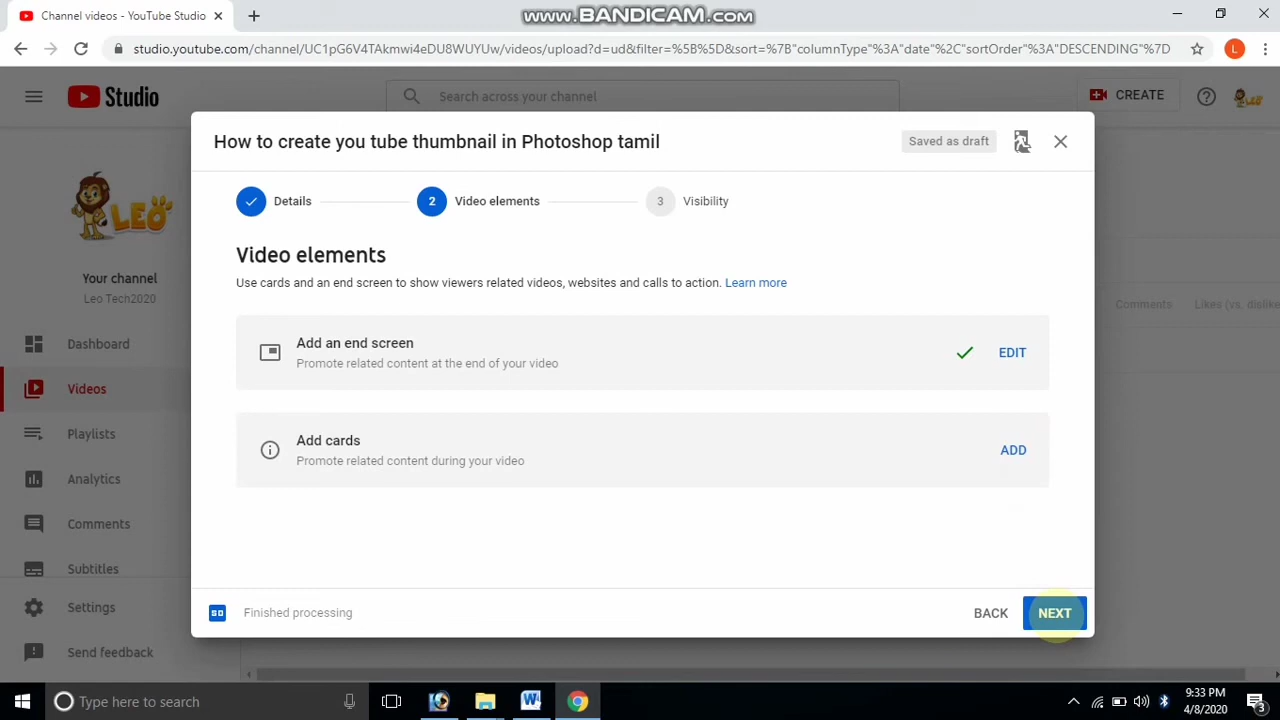 Channel videos - YouTube Studio
www.BANDICAM.com
studio.youtube.com/channel/UC1pG6V4TAkmwi4eDU8WUYUw/videos/upload?d=ud&filter=%5B%5D&sort=%7B"columnType"%3A"date"%2C"sortOrder"%3A"DESCENDING"%7D
L
Studio
Search across your channel
CREATE
How to create you tube thumbnail in Photoshop tamil
Saved as draft
Details
2 Video elements
3 Visibility
LEO
Video elements
Use cards and an end screen to show viewers related videos, websites and calls to action. Learn more
Your channel
Leo Tech2020
Comments
Likes (vs. dislike
Add an end screen
Promote related content at the end of your video
EDIT
Add cards
Promote related content during your video
ADD
Dashboard
Videos
Playlists
Analytics
Comments
Subtitles
Settings
Send feedback
SD Finished processing
BACK
NEXT
Type here to search
9:33 PM
4/8/2020
3